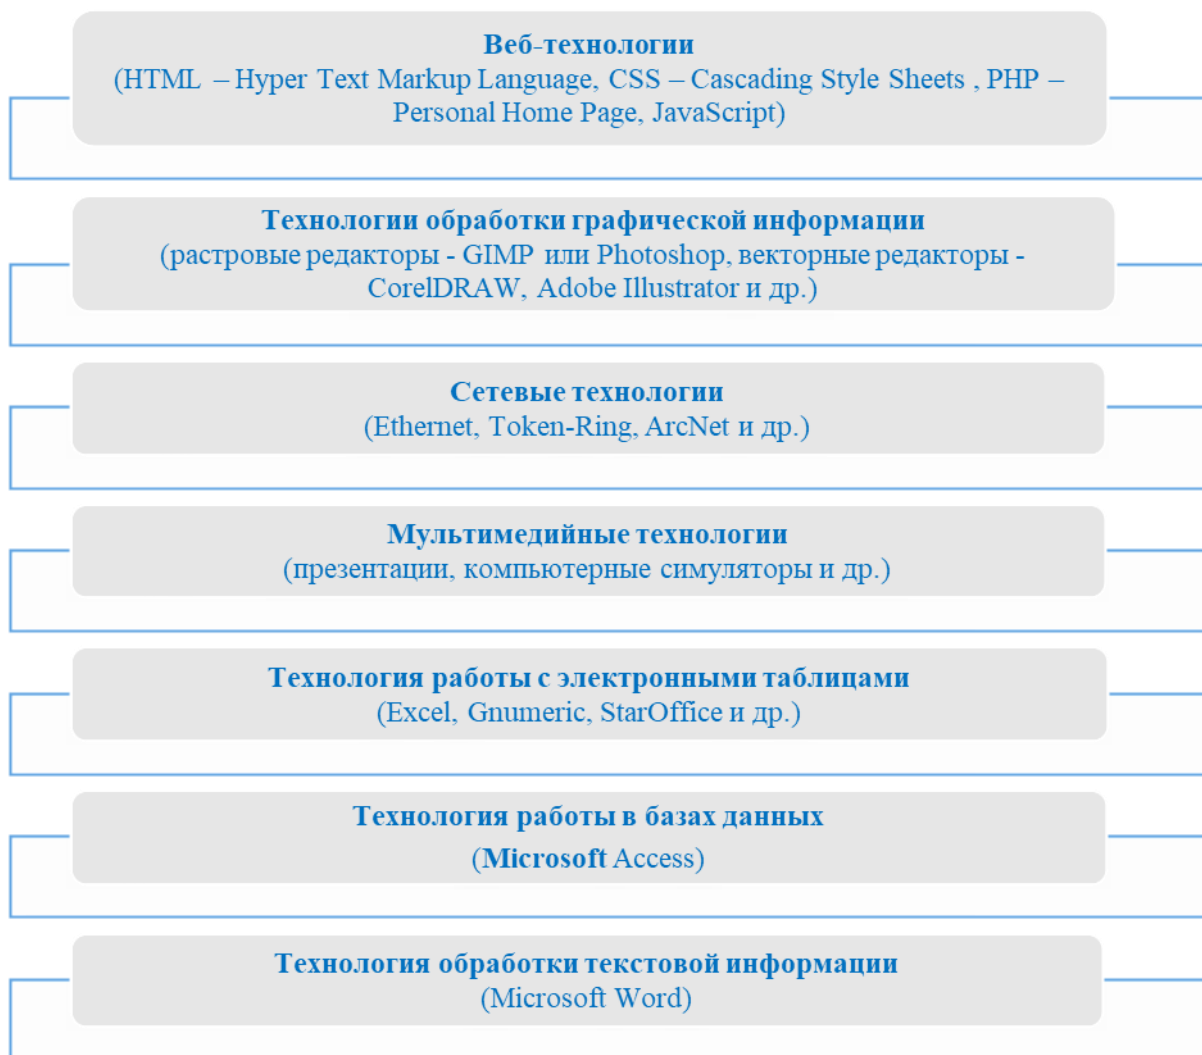 Веб-технологии
(HTML – Hyper Text Markup Language, CSS – Cascading Style Sheets , PHP –
Personal Home Page, JavaScript)
Технологии обработки графической информации
(растровые редакторы - GIMP или Photoshop, векторные редакторы -
CorelDRAW, Adobe Illustrator и др.)
Сетевые технологии
(Ethernet, Token-Ring, ArcNet и др.)
Мультимедийные технологии
(презентации, компьютерные симуляторы и др.)
Технология работы с электронными таблицами
(Excel, Gnumeric, StarOffice и др.)
Технология работы в базах данных
(Microsoft Access)
Технология обработки текстовой информации
(Microsoft Word)